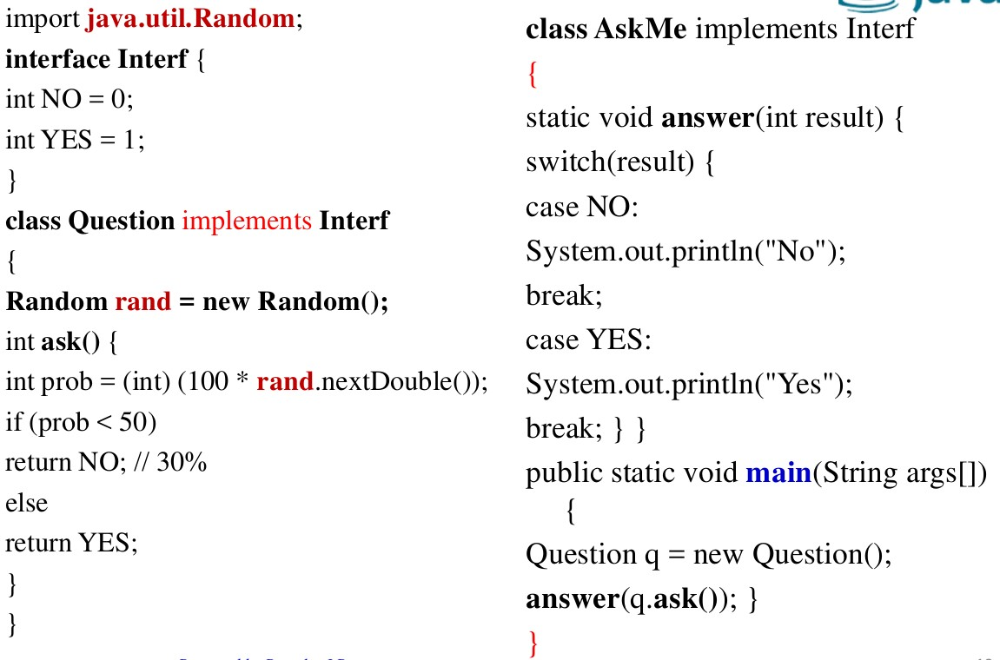 import java.util.Random;
interface Interf {
int NO = 0;
int YES = 1;
}
class Question implements Interf
{
Random rand = new Random();
int ask() {
int prob = (int) (100 * rand.nextDouble());
if (prob < 50)
return NO; // 30%
else
return YES;
}
}
class AskMe implements Interf
{
static void answer(int result) {
switch(result) {
case NO:
System.out.println("No");
break;
case YES:
System.out.println("Yes");
break; } }
public static void main(String args[])
{
Question q = new Question();
answer(q.ask()); }
}